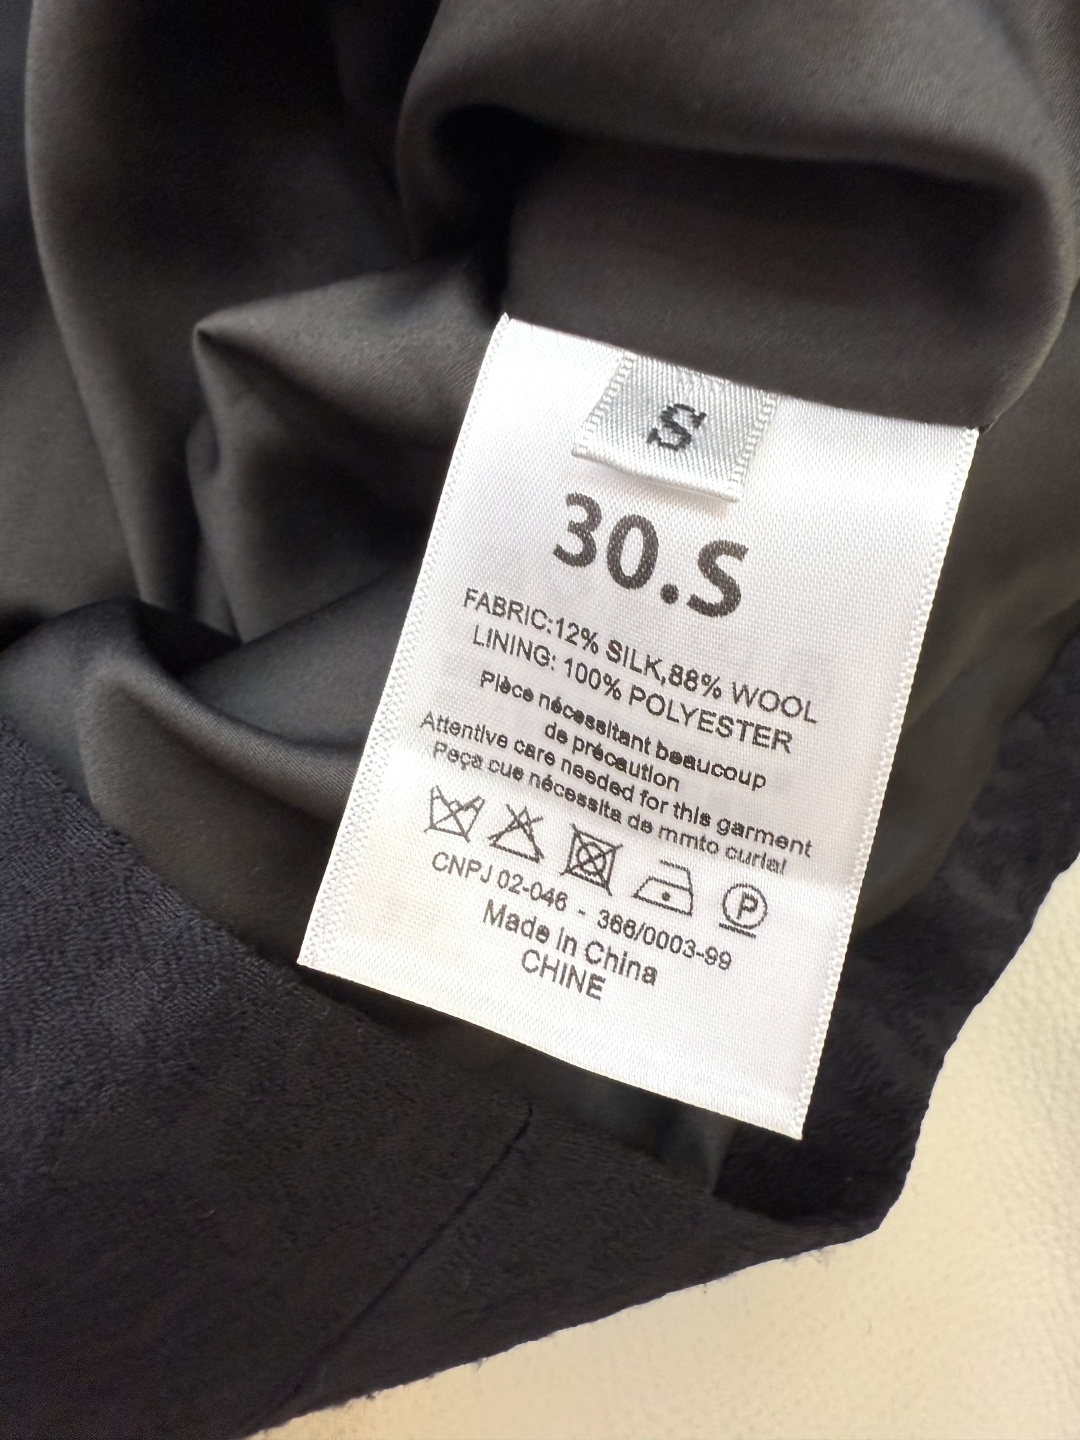 S
30.S
FABRIC:12% SILK,88% WOOL
LINING: 100% POLYESTER
Pièce nécessitant beaucoup
de précaution
Attentive care needed for this garment
Peça cue nécessita de mmto curlal
P
CNPJ 02-046 - 366/0003-99
Made in China
CHINE